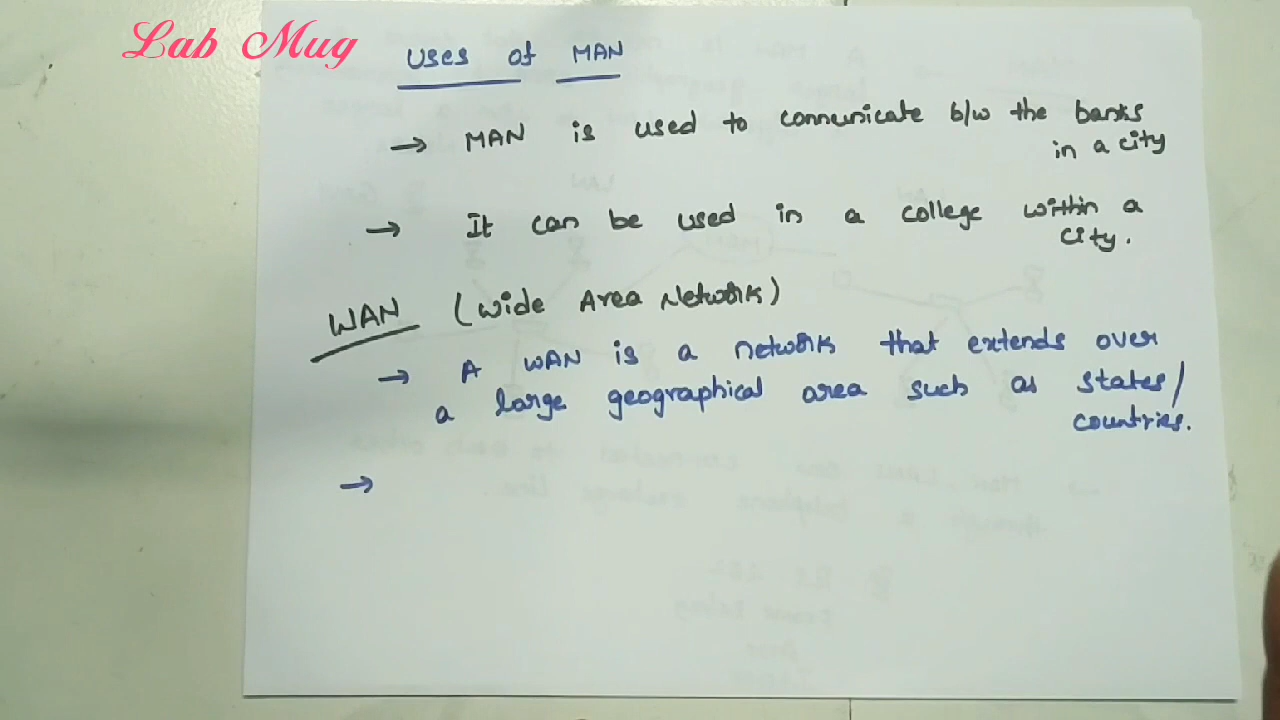 Lab Mug
Uses of MAN
→ MAN is used to communicate b/w the banks
in a city
→ It can be used in a college within a
city.
WAN (Wide Area Network)
→ A WAN is a network that extends over
a large geographical area such as states/
countries.
→